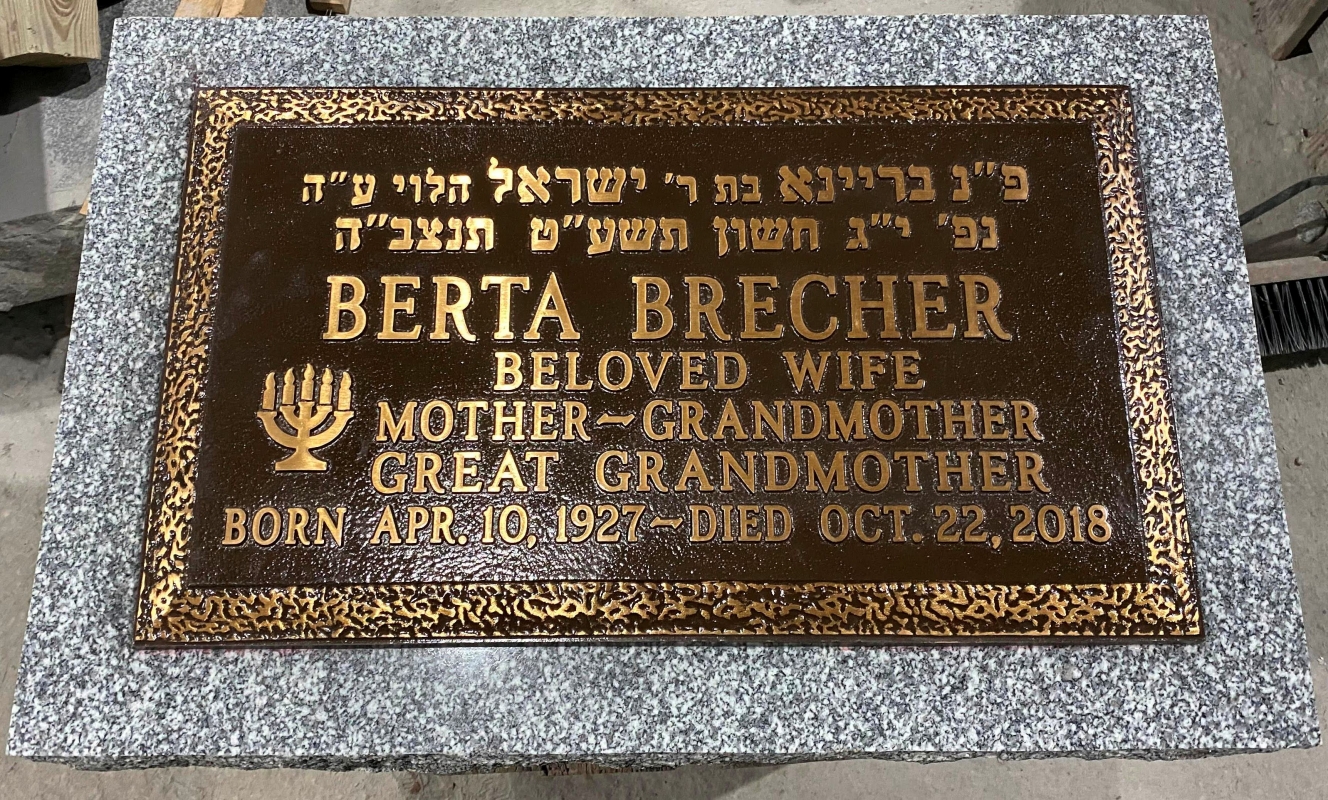 פ"נ בריינא בת ר' ישראל הלוי ע"ה
נפ' י"ג חשון תשע"ט תנצב"ה
BERTA BRECHER
BELOVED WIFE
MOTHER~GRANDMOTHER
GREAT GRANDMOTHER
BORN APR. 10, 1927~DIED OCT. 22, 2018